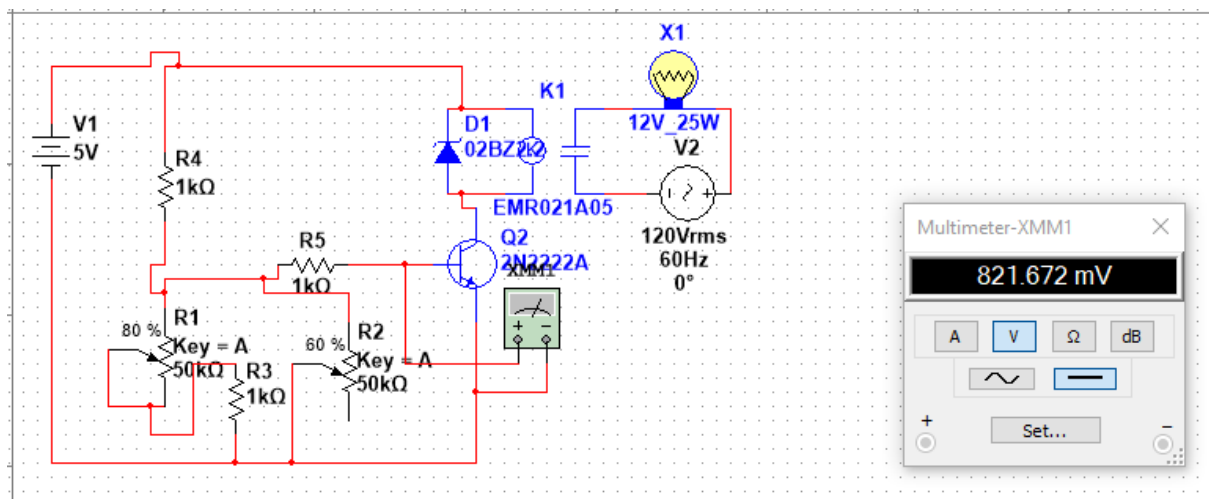 X1
12V_25W
K1
V1
5V
D1
02BZ2.2
V2
120Vrms
60Hz
0°
EMR021A05
R4
1kΩ
R5
1kΩ
Q2
2N2222A
XMM1
+ -
80 %
R1
Key = A
50kΩ
R3
1kΩ
60 %
R2
Key = A
50kΩ
Multimeter-XMM1
821.672 mV
A V Ω dB
+ -
Set...